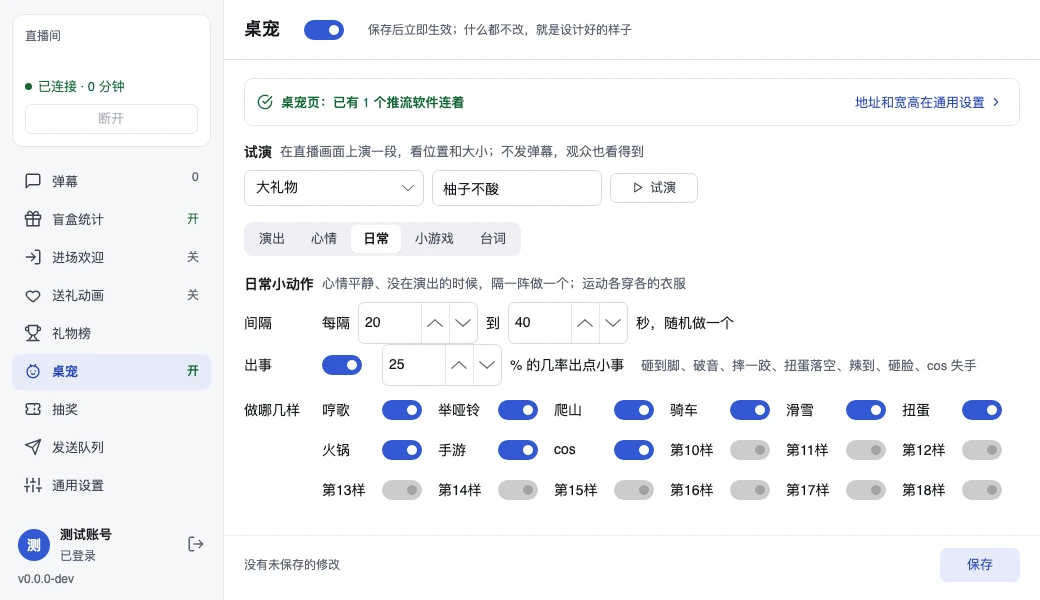 直播间
已连接 · 0 分钟
断开
弹幕 0
盲盒统计 开
进场欢迎 关
送礼动画 关
礼物榜
桌宠 开
抽奖
发送队列
通用设置
测 测试账号
已登录
v0.0.0-dev
桌宠 保存后立即生效；什么都不改，就是设计好的样子
桌宠页：已有 1 个推流软件连着 地址和宽高在通用设置
试演 在直播画面上演一段，看位置和大小；不发弹幕，观众也看得到
大礼物 柚子不酸 试演
演出 心情 日常 小游戏 台词
日常小动作 心情平静、没在演出的时候，隔一阵做一个；运动各穿各的衣服
间隔 每隔 20 到 40 秒，随机做一个
出事 25 % 的几率出点小事 砸到脚、破音、摔一跤、扭蛋落空、辣到、砸脸、cos 失手
做哪几样 哼歌 举哑铃 爬山 骑车 滑雪 扭蛋
火锅 手游 cos 第10样 第11样 第12样
第13样 第14样 第15样 第16样 第17样 第18样
没有未保存的修改 保存